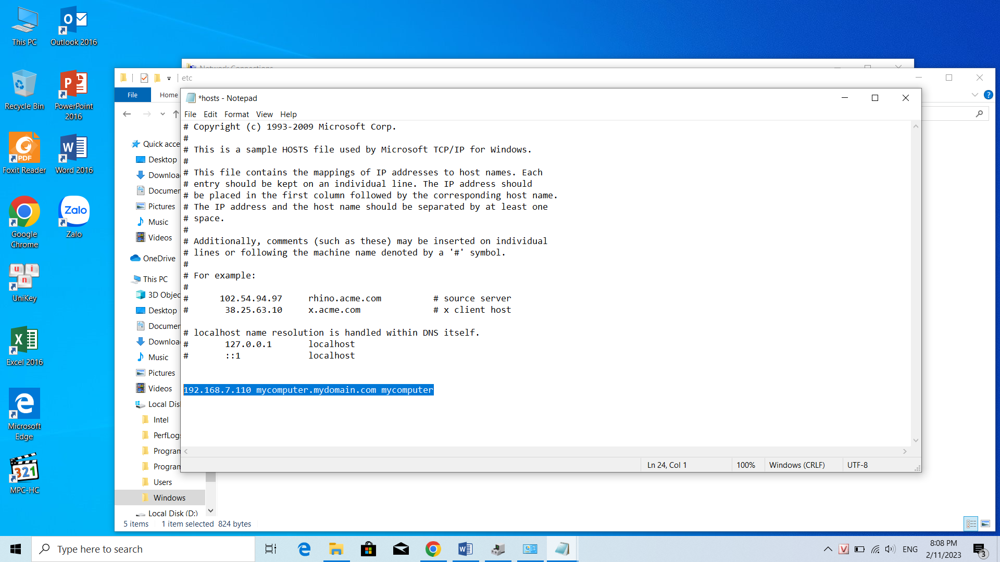 This PC
Outlook 2016
Recycle Bin
PowerPoint
2016
Foxit Reader
PDF
Word 2016
Google
Chrome
Zalo
Zalo
UniKey
Excel 2016
Microsoft
Edge
321
MPC-HC
Network Connections
etc
File
Home
Quick acce
Desktop
Downloa
Documen
Pictures
Music
Videos
OneDrive
This PC
3D Objec
Desktop
Documen
Downloa
Music
Pictures
Videos
Local Dis
Intel
PerfLogs
Program
Program
Users
Windows
Local Disk (D:)
5 items
1 item selected 824 bytes
*hosts - Notepad
File Edit Format View Help
# Copyright (c) 1993-2009 Microsoft Corp.
#
# This is a sample HOSTS file used by Microsoft TCP/IP for Windows.
#
# This file contains the mappings of IP addresses to host names. Each
# entry should be kept on an individual line. The IP address should
# be placed in the first column followed by the corresponding host name.
# The IP address and the host name should be separated by at least one
# space.
#
# Additionally, comments (such as these) may be inserted on individual
# lines or following the machine name denoted by a '#' symbol.
#
# For example:
#
#      102.54.94.97     rhino.acme.com          # source server
#       38.25.63.10     x.acme.com              # x client host
# localhost name resolution is handled within DNS itself.
#       127.0.0.1       localhost
#       ::1             localhost
192.168.7.110 mycomputer.mydomain.com mycomputer
Ln 24, Col 1
100%
Windows (CRLF)
UTF-8
Type here to search
ENG
8:08 PM
2/11/2023
3